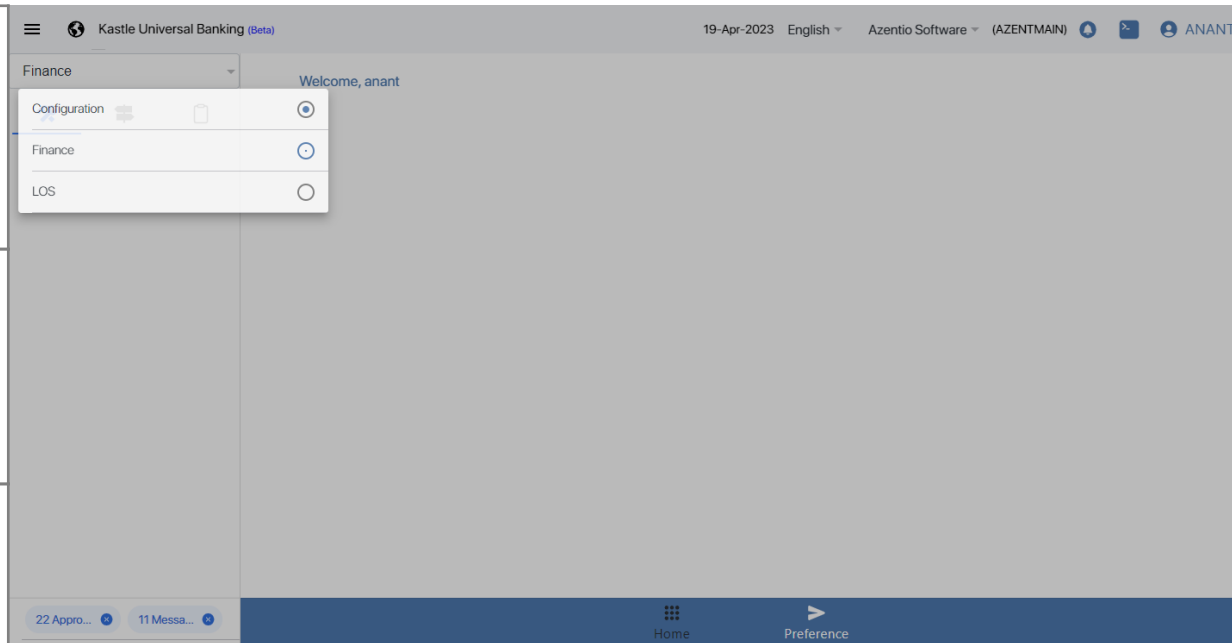 Kastle Universal Banking (Beta)
19-Apr-2023 English Azentio Software (AZENTMAIN) ANANT
Finance
Welcome, anant
Configuration
Finance
LOS
22 Appro... 11 Messa...
Home Preference